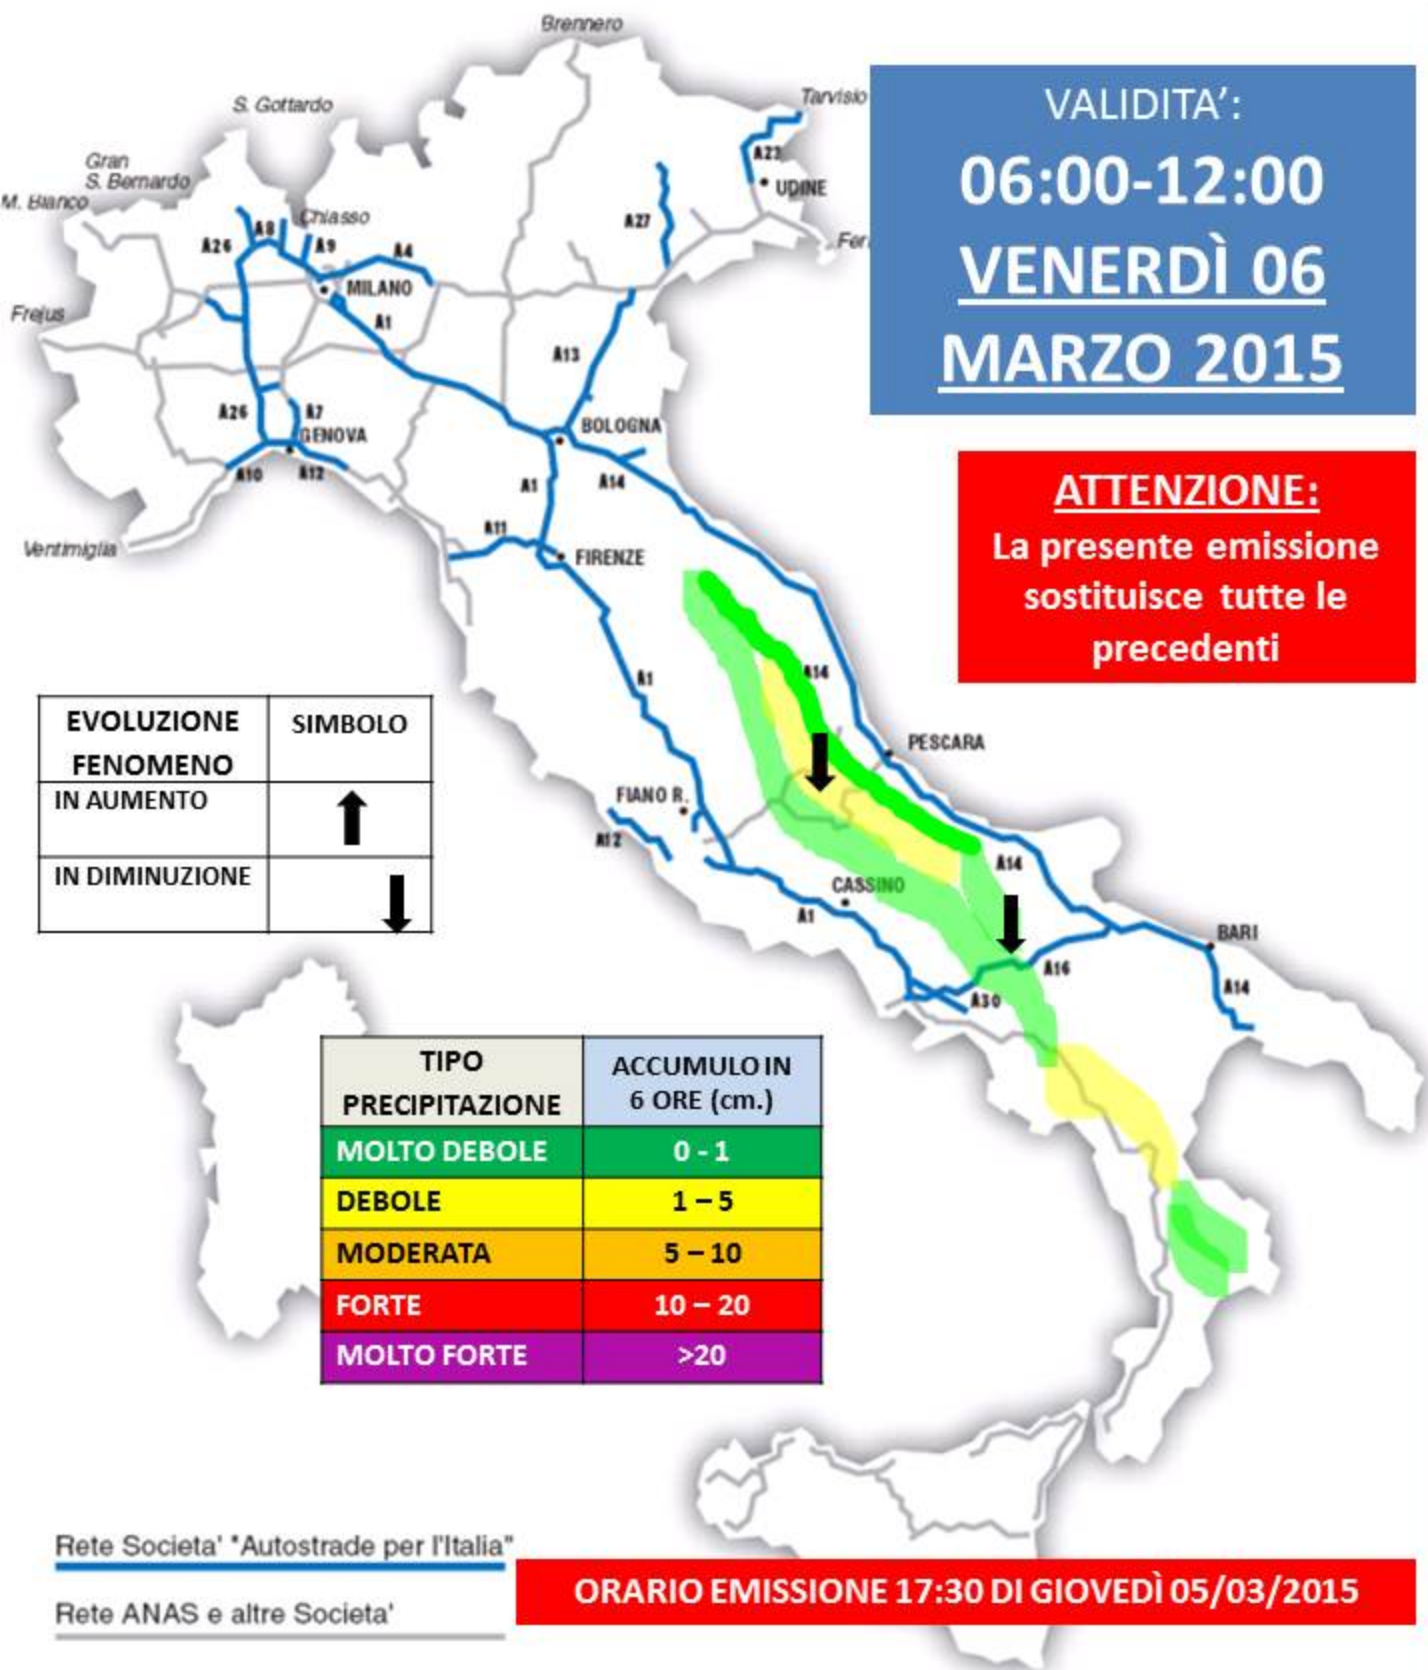 Brennero
S. Gottardo
Tarvisio
Gran
S. Bernardo
M. Bianco
Chiasso
A23
UDINE
A27
A8
A26
A9
A4
Fer
MILANO
Frejus
A1
A13
A26
A7
GENOVA
BOLOGNA
A10
A12
A1
A14
A11
Ventimiglia
FIRENZE
A1
A14
PESCARA
FIANO R.
A12
CASSINO
A14
A1
BARI
A16
A30
A14
VALIDITA’:
06:00-12:00
VENERDÌ 06
MARZO 2015
ATTENZIONE:
La presente emissione
sostituisce tutte le
precedenti
EVOLUZIONE
FENOMENO
SIMBOLO
IN AUMENTO
IN DIMINUZIONE
TIPO
PRECIPITAZIONE
ACCUMULO IN
6 ORE (cm.)
MOLTO DEBOLE
0 - 1
DEBOLE
1 – 5
MODERATA
5 – 10
FORTE
10 – 20
MOLTO FORTE
>20
Rete Societa' "Autostrade per l'Italia"
Rete ANAS e altre Societa'
ORARIO EMISSIONE 17:30 DI GIOVEDÌ 05/03/2015